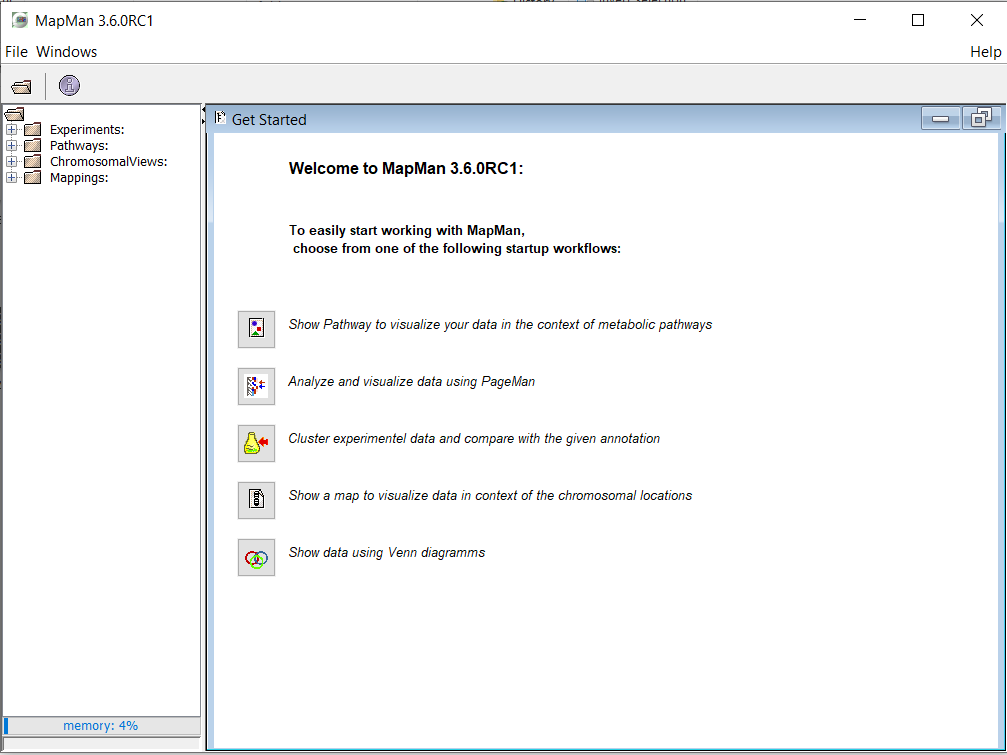 MapMan 3.6.0RC1
File Windows Help
Experiments:
Pathways:
ChromosomalViews:
Mappings:
memory: 4%
Get Started
Welcome to MapMan 3.6.0RC1:
To easily start working with MapMan,
choose from one of the following startup workflows:
Show Pathway to visualize your data in the context of metabolic pathways
Analyze and visualize data using PageMan
Cluster experimentel data and compare with the given annotation
Show a map to visualize data in context of the chromosomal locations
Show data using Venn diagramms